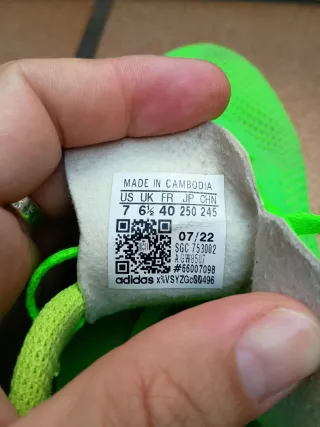 MADE IN CAMBODIA
US UK FR JP CHN
7 6½ 40 250 245
07/22
SGC 753002
#66007098
adidas